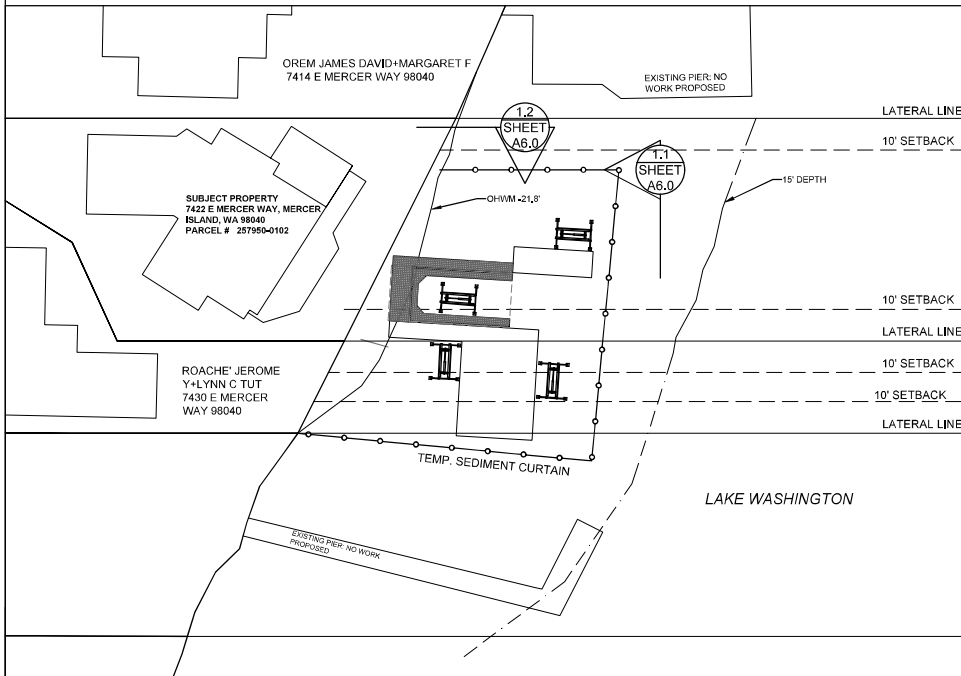 OREM JAMES DAVID+MARGARET F
7414 E MERCER WAY 98040
EXISTING PIER: NO
WORK PROPOSED
LATERAL LINE
1.2
SHEET
A6.0
10' SETBACK
1.1
SHEET
A6.0
15' DEPTH
SUBJECT PROPERTY
7422 E MERCER WAY, MERCER
ISLAND, WA 98040
PARCEL # 257950-0102
OHWM -21.8'
10' SETBACK
LATERAL LINE
ROACHE' JEROME
Y+LYNN C TUT
7430 E MERCER
WAY 98040
10' SETBACK
10' SETBACK
LATERAL LINE
TEMP. SEDIMENT CURTAIN
LAKE WASHINGTON
EXISTING PIER: NO WORK
PROPOSED